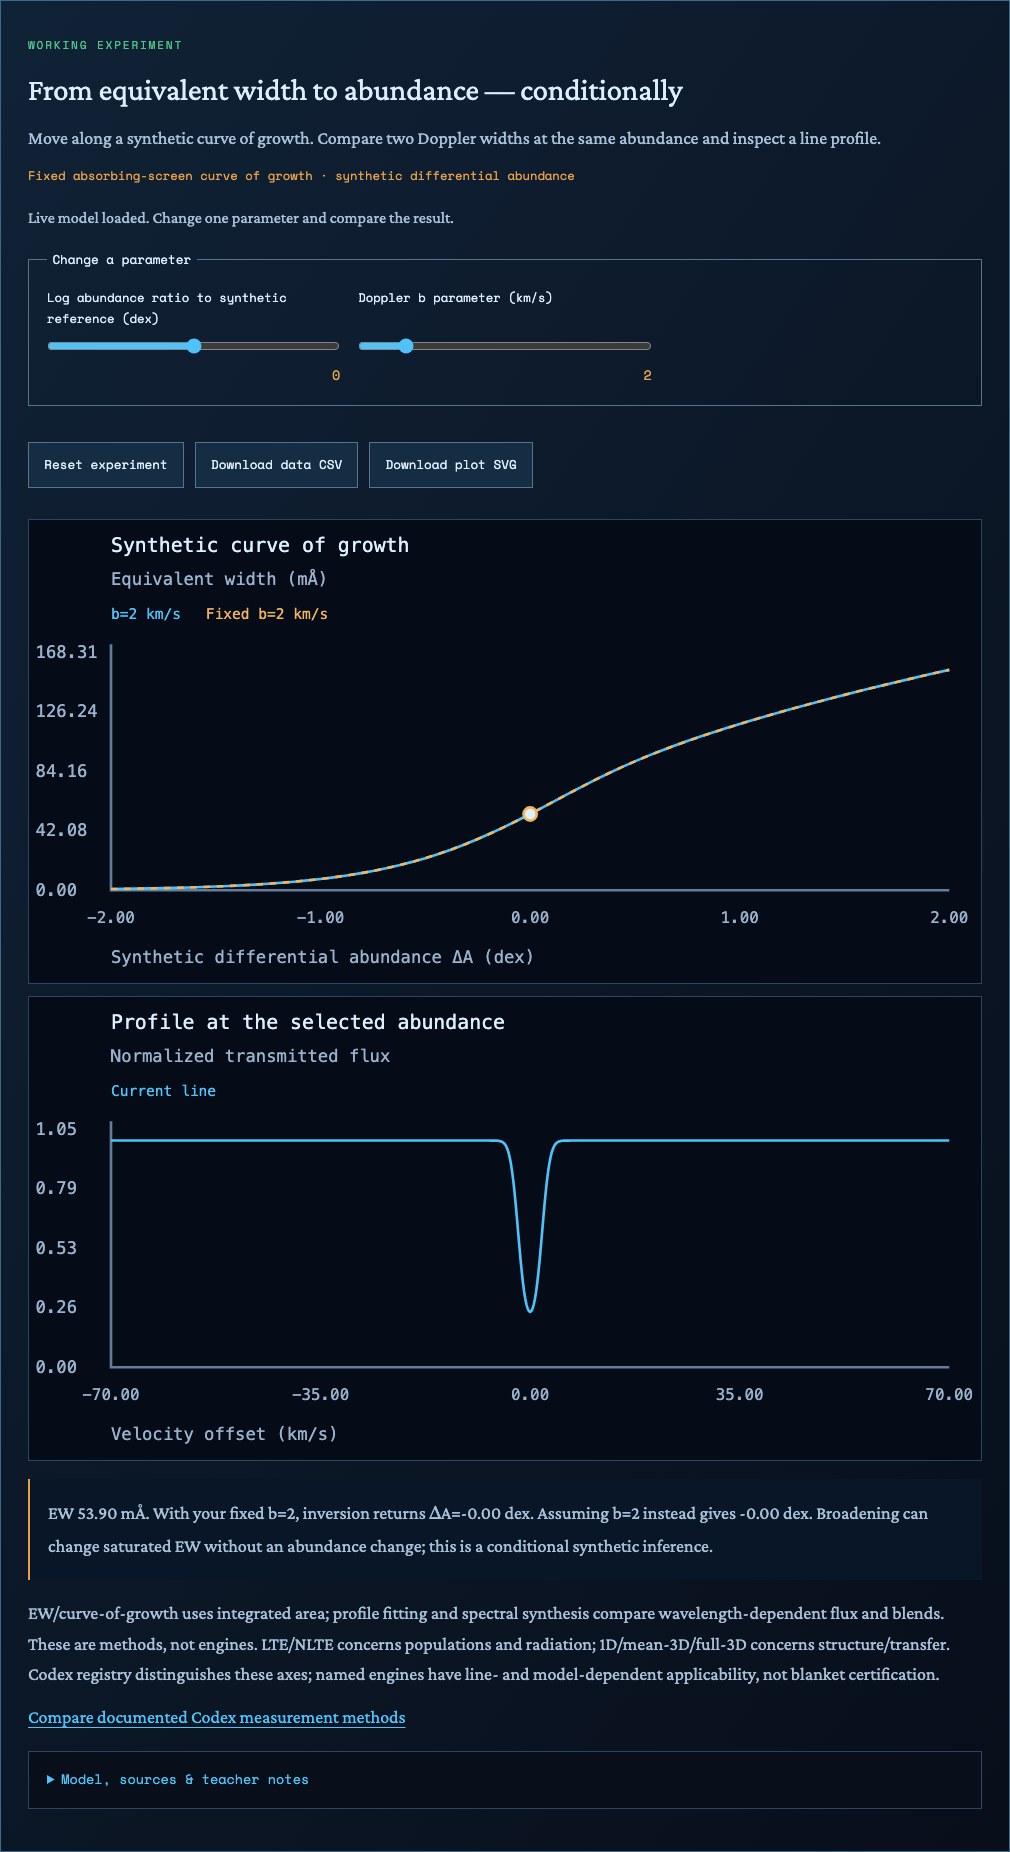 WORKING EXPERIMENT
From equivalent width to abundance — conditionally
Move along a synthetic curve of growth. Compare two Doppler widths at the same abundance and inspect a line profile.
Fixed absorbing-screen curve of growth · synthetic differential abundance
Live model loaded. Change one parameter and compare the result.
Change a parameter
Log abundance ratio to synthetic
reference (dex)
0
Doppler b parameter (km/s)
2
Reset experiment
Download data CSV
Download plot SVG
Synthetic curve of growth
Equivalent width (mÅ)
b=2 km/s Fixed b=2 km/s
168.31
126.24
84.16
42.08
0.00
−2.00 −1.00 0.00 1.00 2.00
Synthetic differential abundance ΔA (dex)
Profile at the selected abundance
Normalized transmitted flux
Current line
1.05
0.79
0.53
0.26
0.00
−70.00 −35.00 0.00 35.00 70.00
Velocity offset (km/s)
EW 53.90 mÅ. With your fixed b=2, inversion returns ΔA=-0.00 dex. Assuming b=2 instead gives -0.00 dex. Broadening can
change saturated EW without an abundance change; this is a conditional synthetic inference.
EW/curve-of-growth uses integrated area; profile fitting and spectral synthesis compare wavelength-dependent flux and blends.
These are methods, not engines. LTE/NLTE concerns populations and radiation; 1D/mean-3D/full-3D concerns structure/transfer.
Codex registry distinguishes these axes; named engines have line- and model-dependent applicability, not blanket certification.
Compare documented Codex measurement methods
▶ Model, sources & teacher notes